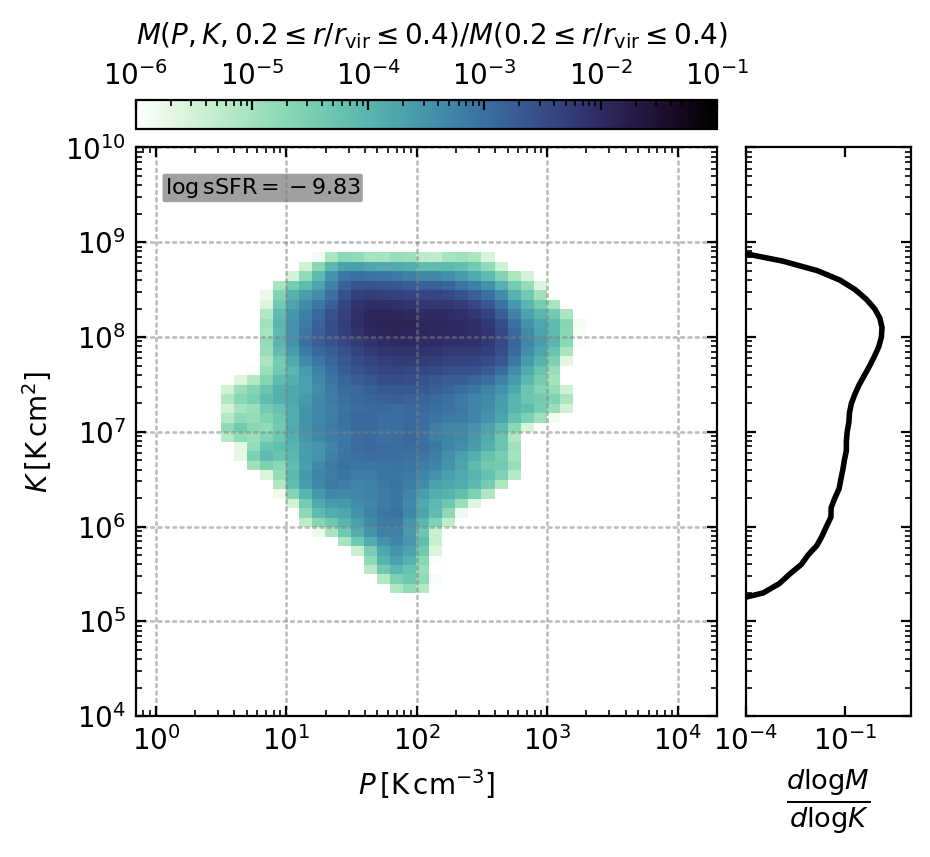 M(P, K, 0.2 ≤ r/r_vir ≤ 0.4)/M(0.2 ≤ r/r_vir ≤ 0.4)
10^−6 10^−5 10^−4 10^−3 10^−2 10^−1
log sSFR = −9.83
10^10
10^9
10^8
10^7
10^6
10^5
10^4
K [K cm^2]
10^0 10^1 10^2 10^3 10^4
P [K cm^−3]
10^−4 10^−1
dlogM
dlogK